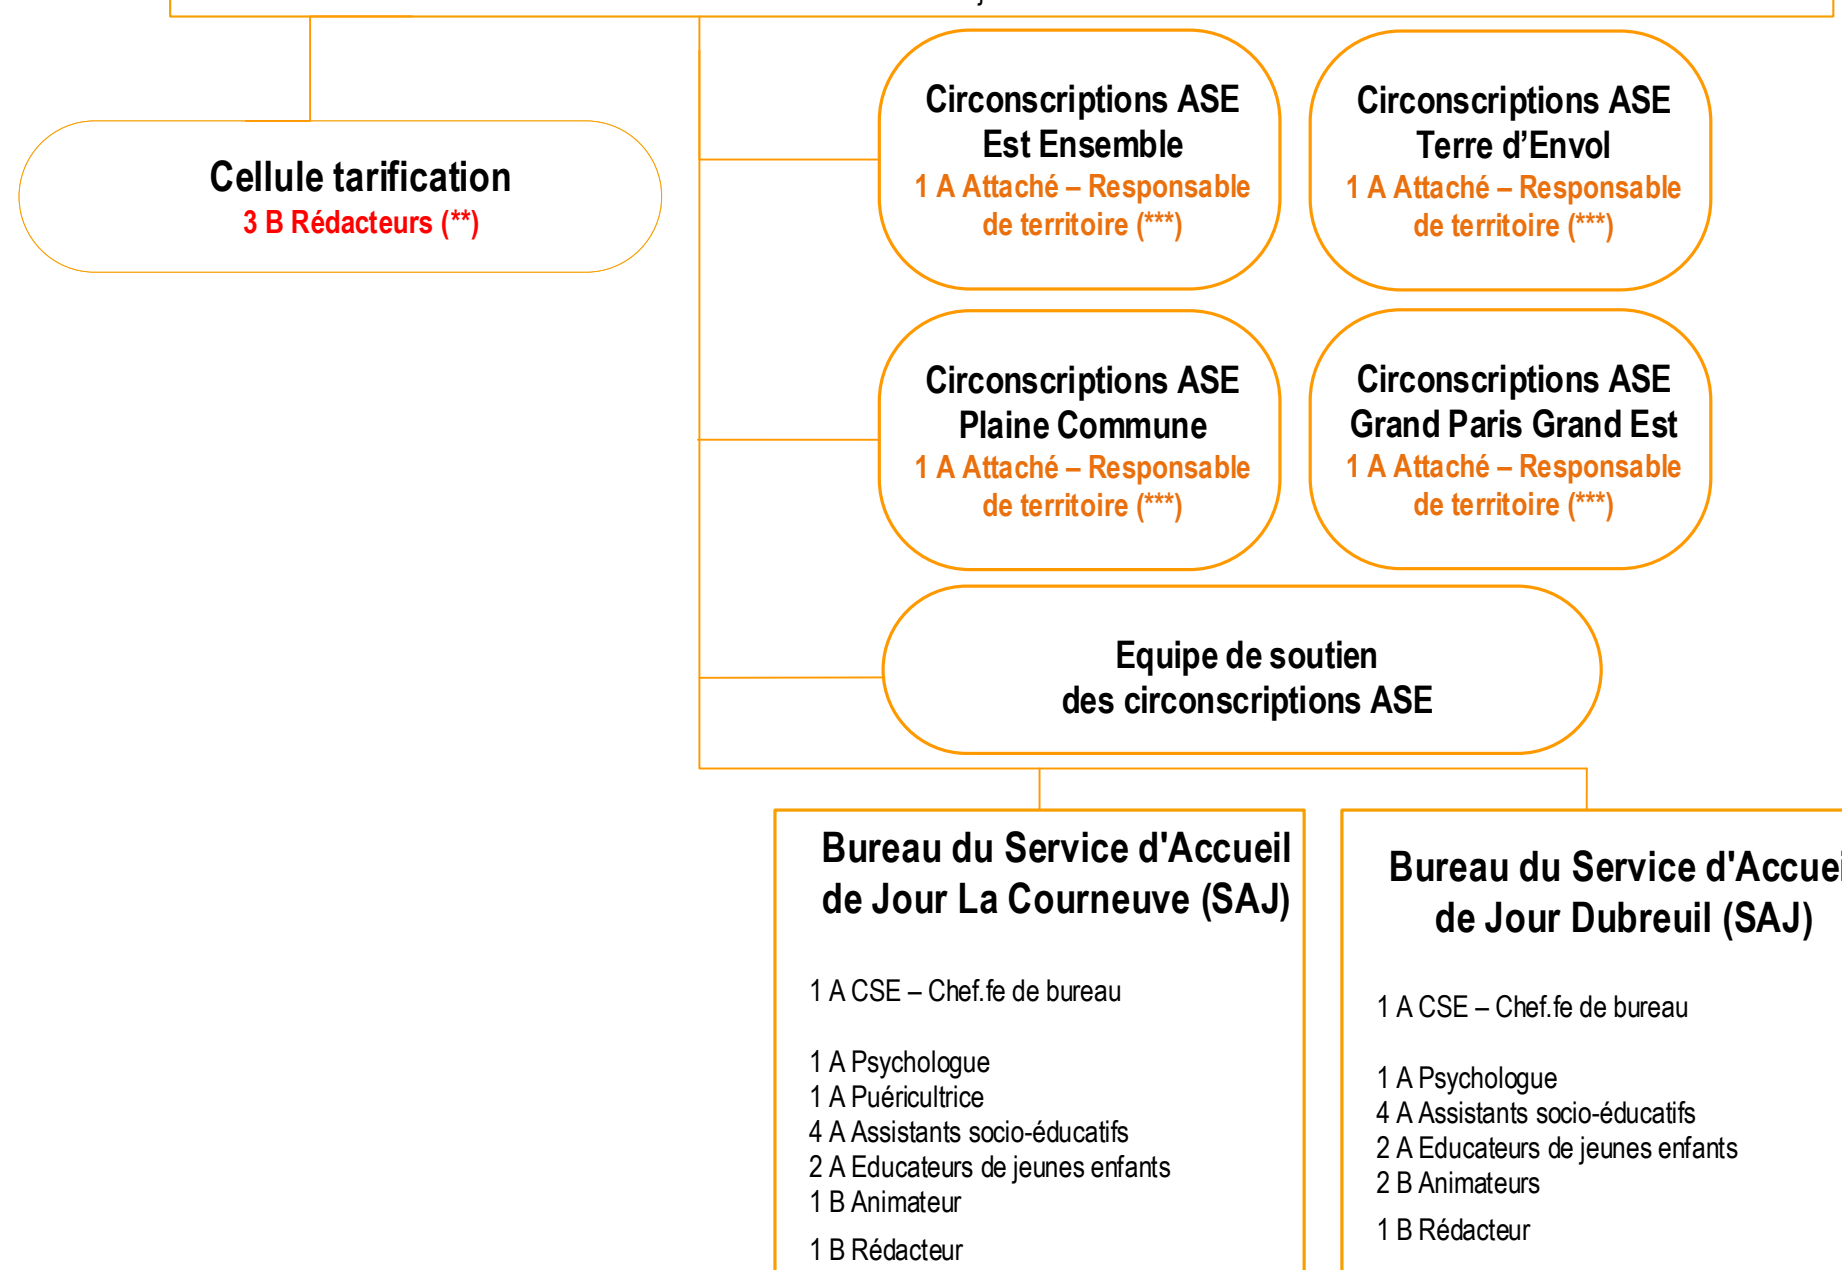 Cellule tarification
3 B Rédacteurs (**)
Circonscriptions ASE
Est Ensemble
1 A Attaché – Responsable
de territoire (***)
Circonscriptions ASE
Terre d’Envol
1 A Attaché – Responsable
de territoire (***)
Circonscriptions ASE
Plaine Commune
1 A Attaché – Responsable
de territoire (***)
Circonscriptions ASE
Grand Paris Grand Est
1 A Attaché – Responsable
de territoire (***)
Equipe de soutien
des circonscriptions ASE
Bureau du Service d'Accueil
de Jour La Courneuve (SAJ)
1 A CSE – Chef.fe de bureau
1 A Psychologue
1 A Puéricultrice
4 A Assistants socio-éducatifs
2 A Educateurs de jeunes enfants
1 B Animateur
1 B Rédacteur
Bureau du Service d'Accuei
de Jour Dubreuil (SAJ)
1 A CSE – Chef.fe de bureau
1 A Psychologue
4 A Assistants socio-éducatifs
2 A Educateurs de jeunes enfants
2 B Animateurs
1 B Rédacteur